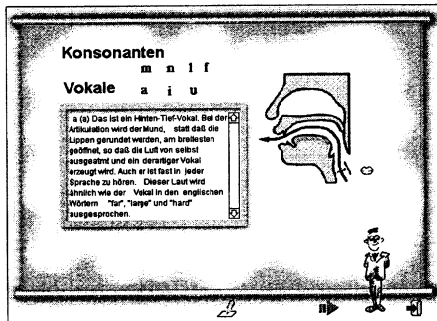 Konsonanten
m n l f
Vokale a i u
a (a) Das ist ein Hinten-Tief-Vokal. Bei der
Artikulation wird der Mund, statt daß die
Lippen gerundet werden, am breitesten
geöffnet, so daß die Luft von selbst
ausgeatmt und ein derartiger Vokal
erzeugt wird. Auch er ist fast in jeder
Sprache zu hören. Dieser Laut wird
ähnlich wie der Vokal in den englischen
Wörtern "far", "large" und "hard"
ausgesprochen.